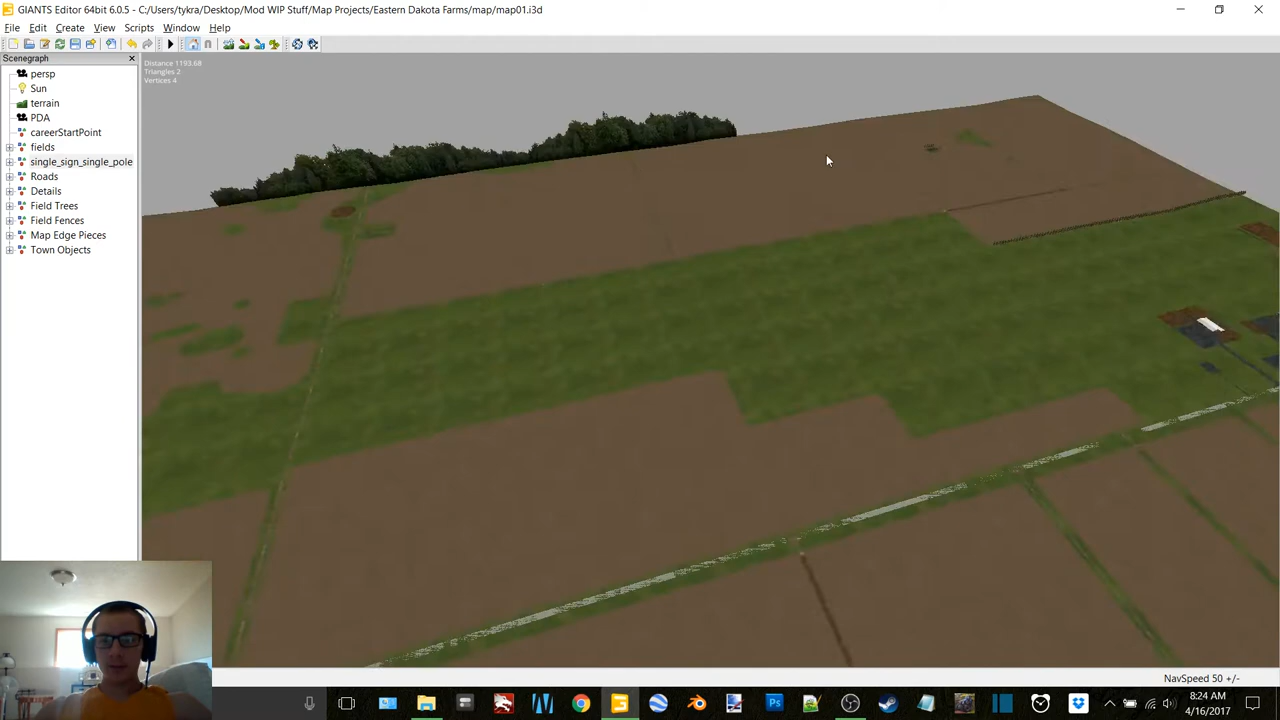 GIANTS Editor 64bit 6.0.5 - C:/Users/tykra/Desktop/Mod WIP Stuff/Map Projects/Eastern Dakota Farms/map/map01.i3d
File Edit Create View Scripts Window Help
Scenegraph
Distance 1193.68
Triangles 2
Vertices 4
persp
Sun
terrain
PDA
careerStartPoint
fields
single_sign_single_pole
Roads
Details
Field Trees
Field Fences
Map Edge Pieces
Town Objects
NavSpeed 50 +/-
8:24 AM
4/16/2017